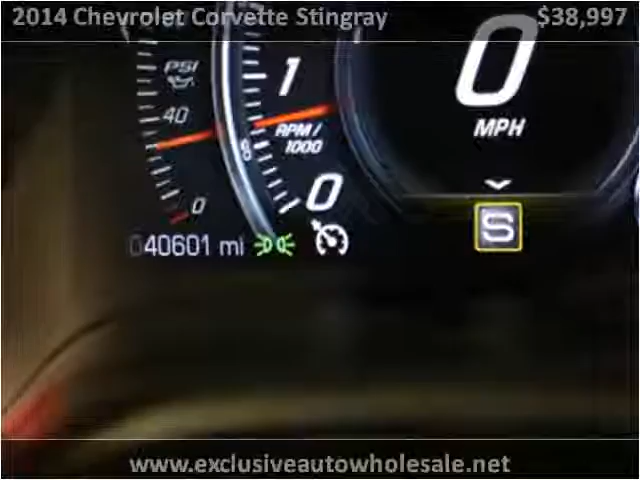 2014 Chevrolet Corvette Stingray $38,997
PSI
40
0
1
RPM /
1000
0
0
MPH
S
040601 mi
www.exclusiveautowholesale.net